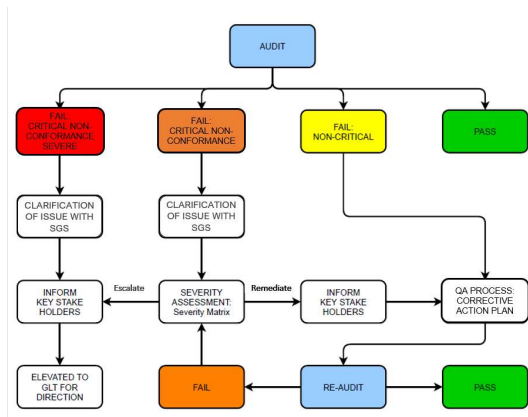 AUDIT
FAIL
CRITICAL NON-
CONFORMANCE
SEVERE
FAIL:
CRITICAL NON-
CONFORMANCE
FAIL:
NON-CRITICAL
PASS
CLARIFICATION
OF ISSUE WITH
SGS
CLARIFICATION
OF ISSUE WITH
SGS
INFORM
KEY STAKE
HOLDERS
Escalate
SEVERITY
ASSESSMENT:
Severity Matrix
Remediate
INFORM
KEY STAKE
HOLDERS
QA PROCESS:
CORRECTIVE
ACTION PLAN
ELEVATED TO
GLT FOR
DIRECTION
FAIL
RE-AUDIT
PASS